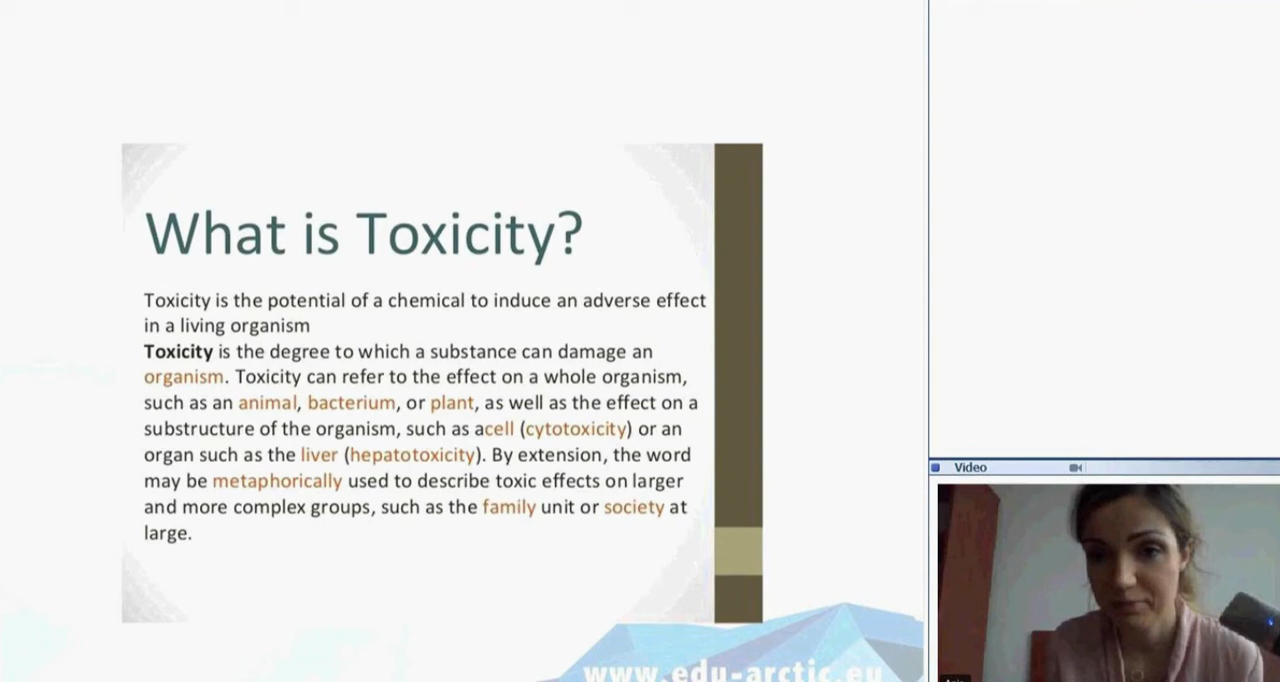 What is Toxicity?
Toxicity is the potential of a chemical to induce an adverse effect
in a living organism
Toxicity is the degree to which a substance can damage an
organism. Toxicity can refer to the effect on a whole organism,
such as an animal, bacterium, or plant, as well as the effect on a
substructure of the organism, such as acell (cytotoxicity) or an
organ such as the liver (hepatotoxicity). By extension, the word
may be metaphorically used to describe toxic effects on larger
and more complex groups, such as the family unit or society at
large.
www.edu-arctic.eu
Video